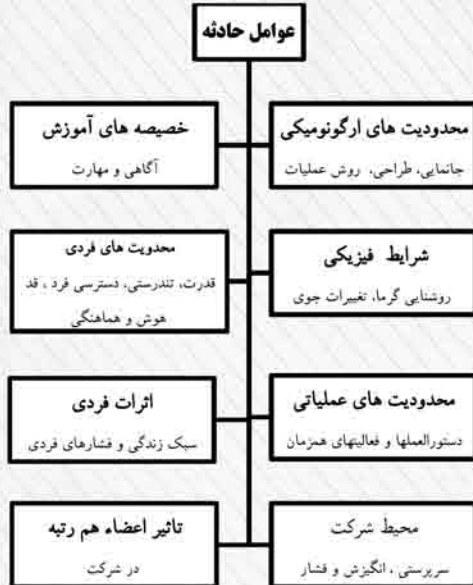 عوامل حادثه
محدودیت های ارگونومیکی
جانمایی، طراحی، روش عملیات
خصیصه های آموزش
آگاهی و مهارت
شرایط فیزیکی
روشنایی گرما، تغییرات جوی
محدویت های فردی
قدرت، تندرستی، دسترسی فرد ، قد
هوش و هماهنگی
محدودیت های عملیاتی
دستورالعملها و فعالیتهای همزمان
اثرات فردی
سبک زندگی و فشارهای فردی
محیط شرکت
سرپرستی ، انگیزش و فشار
تاثیر اعضاء هم رتبه
در شرکت